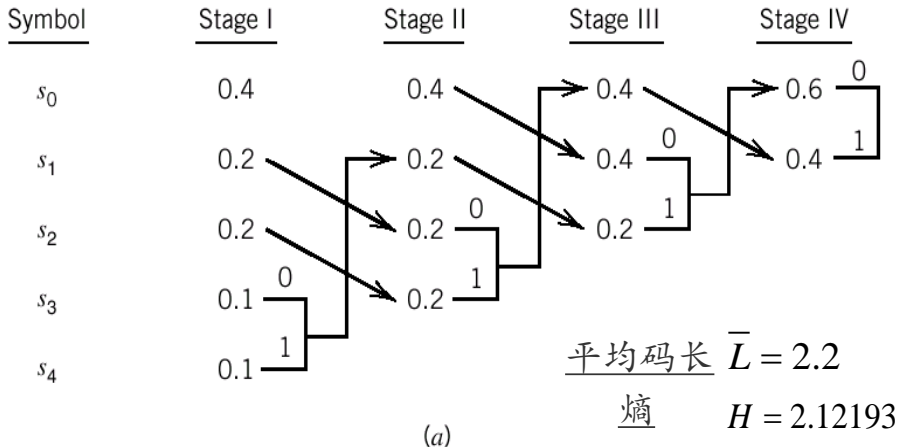 Symbol Stage I Stage II Stage III Stage IV
s₀ 0.4 0.4 0.4 0.6 0
s₁ 0.2 0.2 0.4 0 0.4 1
s₂ 0.2 0.2 0 0.2 1
s₃ 0.1 0 0.2 1
s₄ 0.1 1
平均码长 L̅ = 2.2
熵 H = 2.12193
(a)